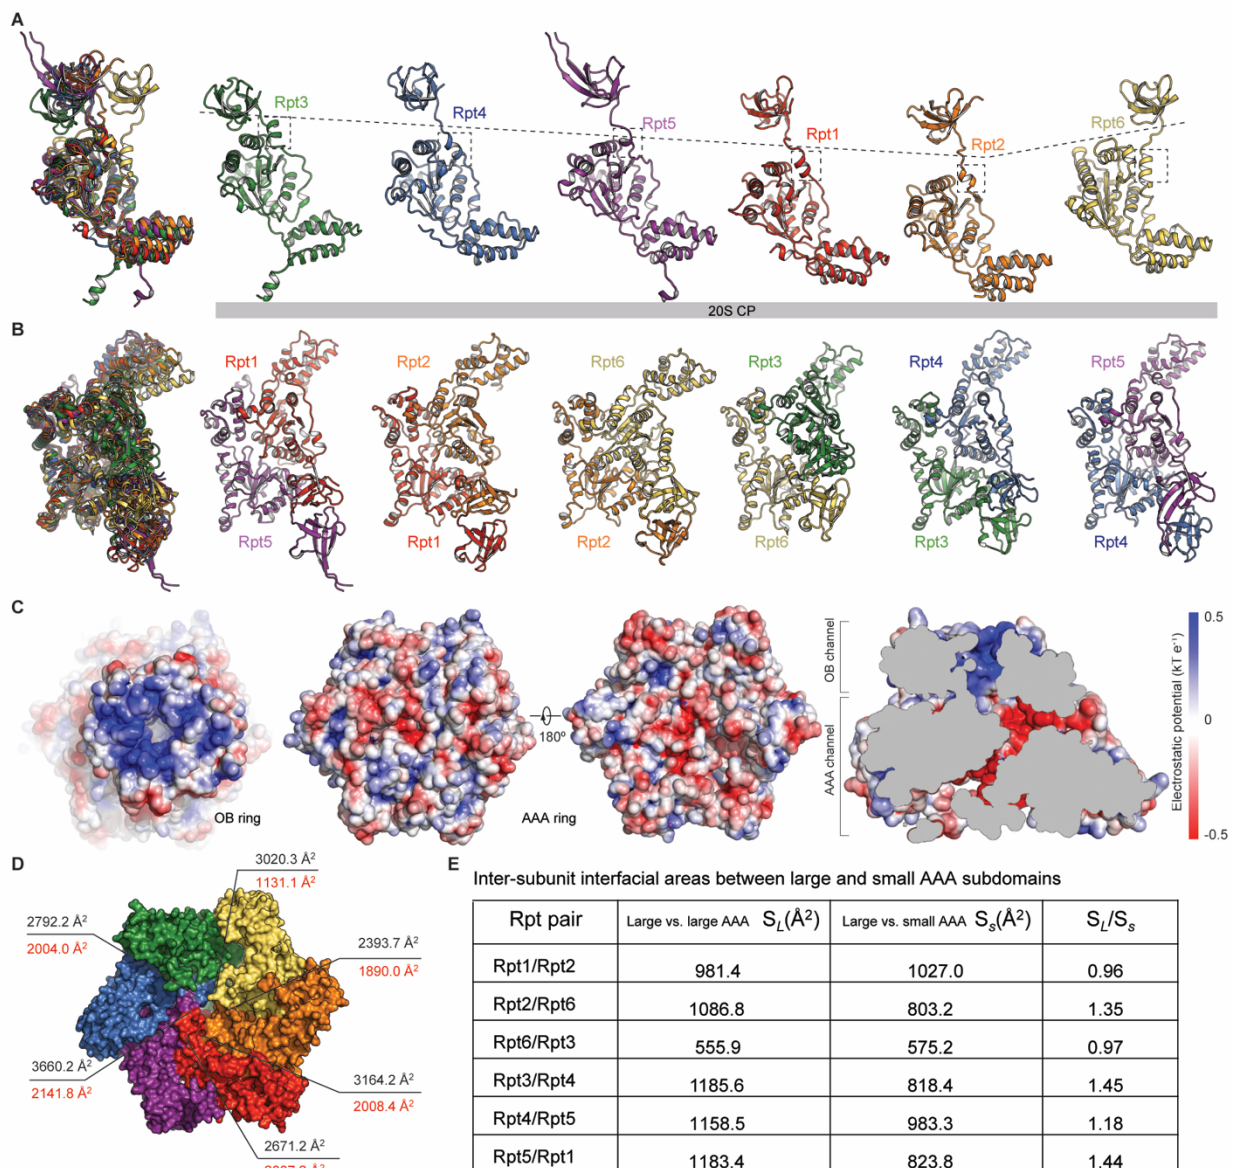 A
Rpt3
Rpt4
Rpt5
Rpt1
Rpt2
Rpt6
20S CP
B
Rpt1
Rpt2
Rpt6
Rpt3
Rpt4
Rpt5
Rpt5
Rpt1
Rpt2
Rpt6
Rpt3
Rpt4
C
OB ring
AAA ring
180º
OB channel
AAA channel
0.5
0
-0.5
Electrostatic potential (kT e⁻¹)
D
3020.3 Å²
1131.1 Å²
2792.2 Å²
2004.0 Å²
2393.7 Å²
1890.0 Å²
3660.2 Å²
2141.8 Å²
3164.2 Å²
2008.4 Å²
2671.2 Å²
E
Inter-subunit interfacial areas between large and small AAA subdomains
Rpt pair Large vs. large AAA S_L(Å²) Large vs. small AAA S_s(Å²) S_L/S_s
Rpt1/Rpt2 981.4 1027.0 0.96
Rpt2/Rpt6 1086.8 803.2 1.35
Rpt6/Rpt3 555.9 575.2 0.97
Rpt3/Rpt4 1185.6 818.4 1.45
Rpt4/Rpt5 1158.5 983.3 1.18
Rpt5/Rpt1 1183.4 823.8 1.44